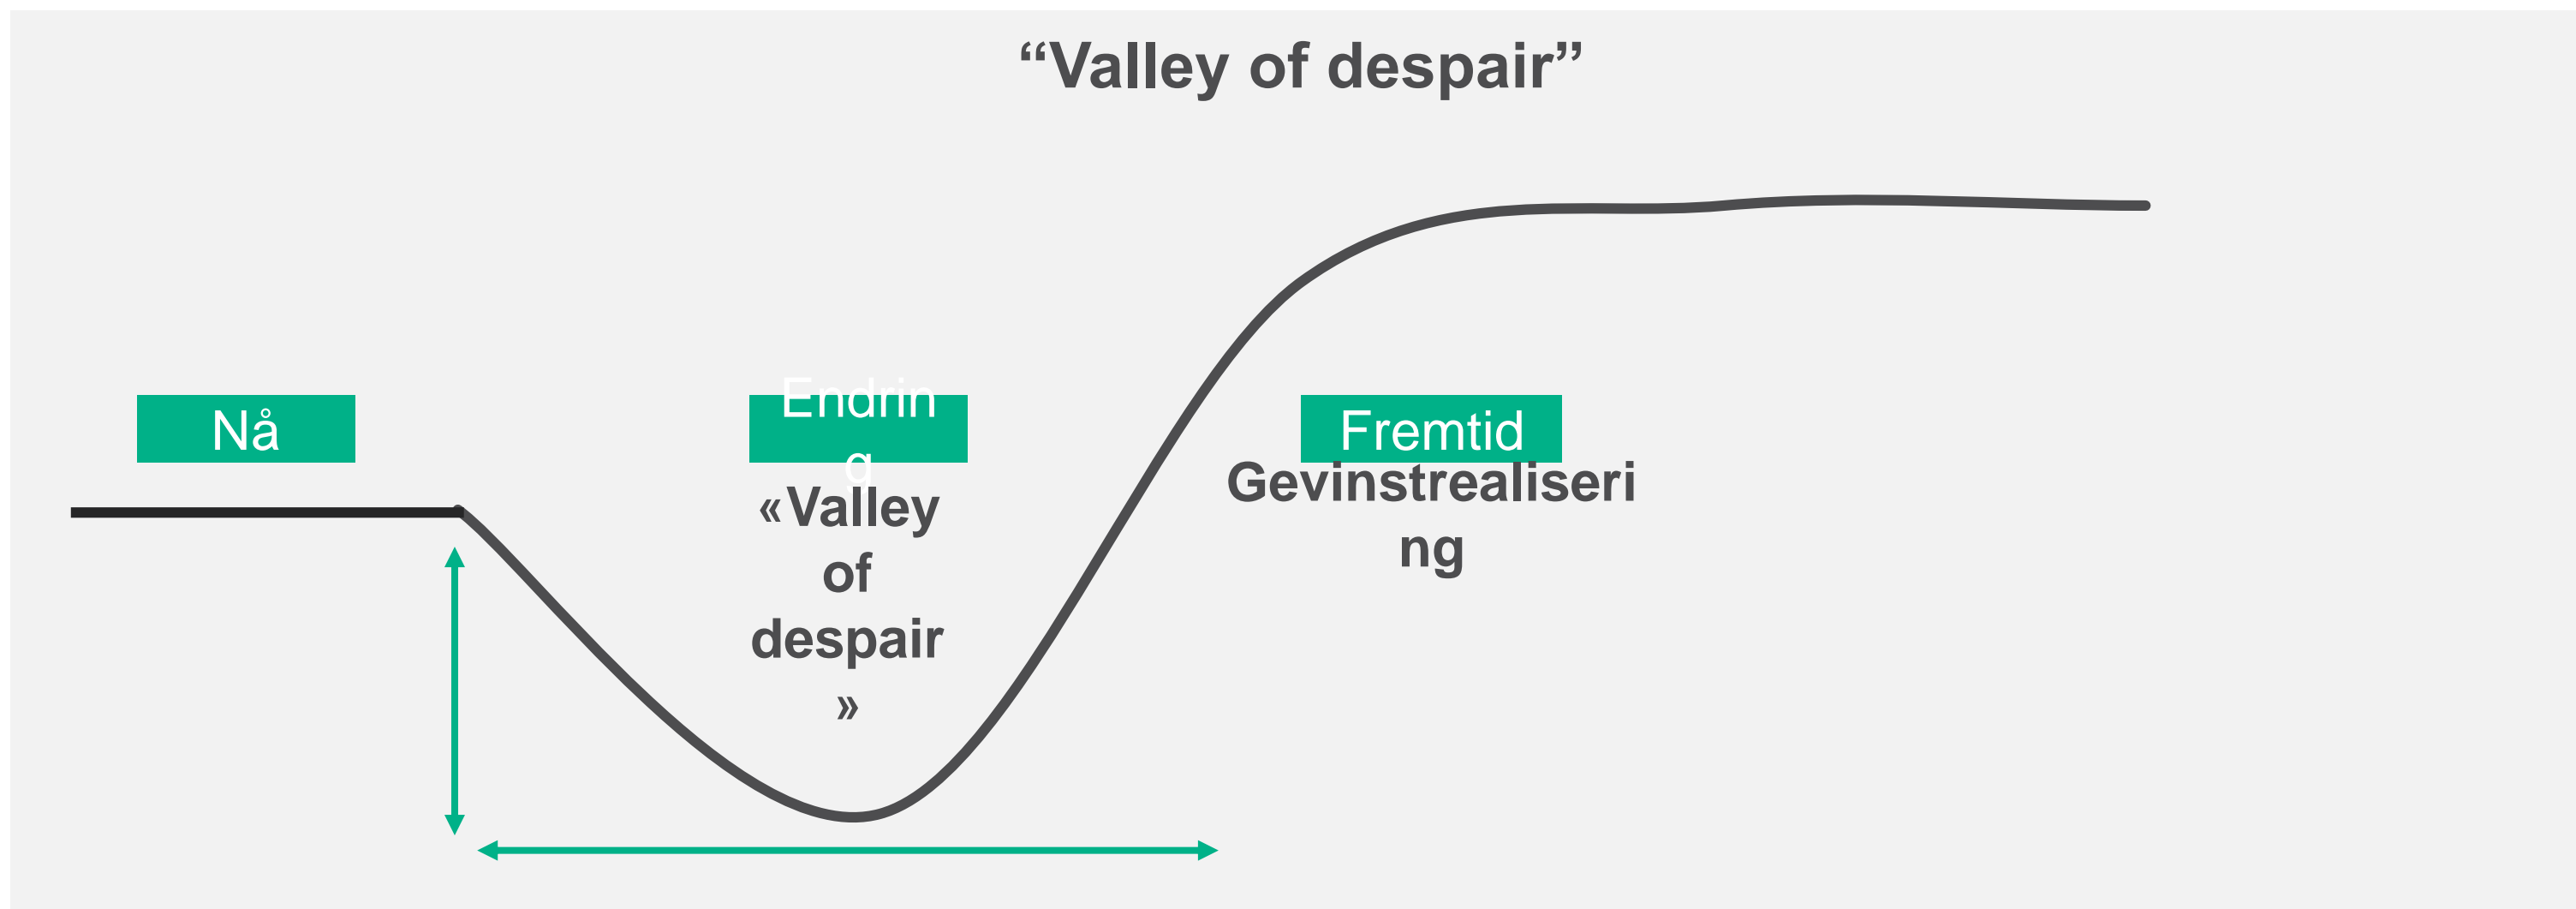 “Valley of despair”
Nå
Endrin
g
«Valley
of
despair
»
Fremtid
Gevinstrealiseri
ng